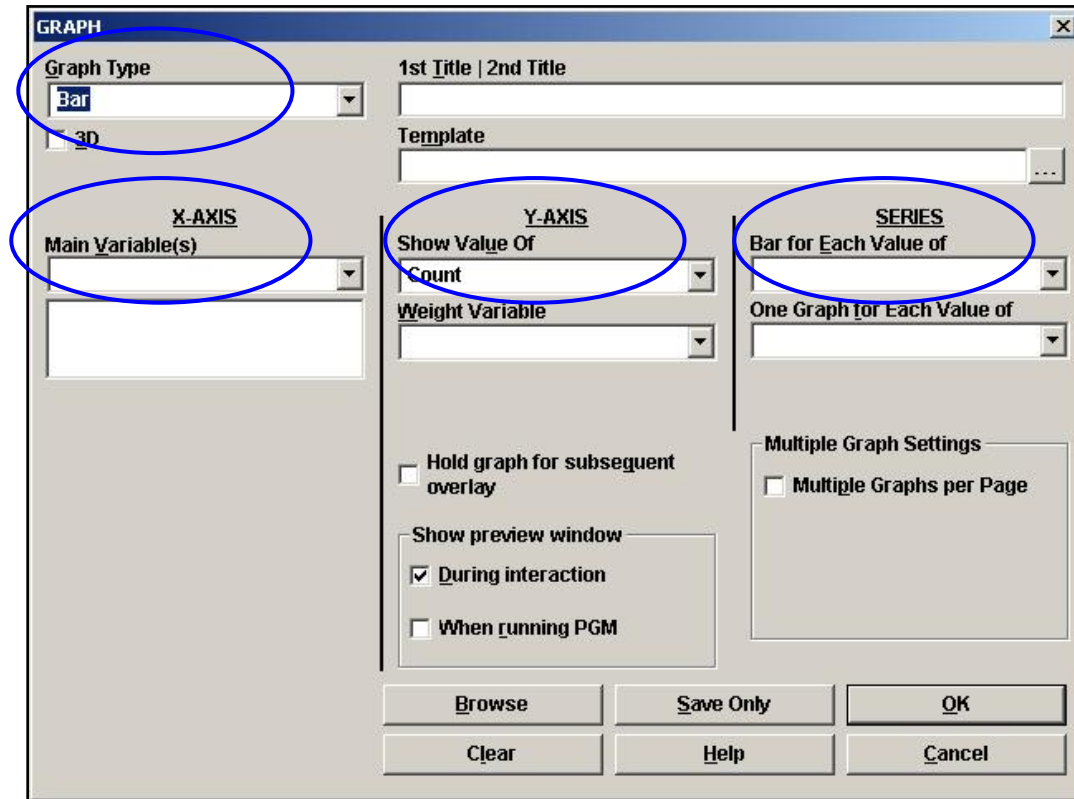 GRAPH
Graph Type
Bar
3D
1st Title | 2nd Title
Template
...
X-AXIS
Main Variable(s)
Y-AXIS
Show Value Of
Count
Weight Variable
SERIES
Bar for Each Value of
One Graph for Each Value of
Hold graph for subsequent
overlay
Show preview window
During interaction
When running PGM
Multiple Graph Settings
Multiple Graphs per Page
Browse
Save Only
OK
Clear
Help
Cancel